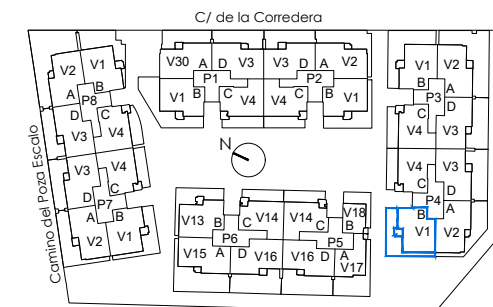 C/ de la Corredera
V30 A D V3 V3 D A V2
P1 P2
V1 B C V4 V4 C B V1
V2 V1
A B
P8
D C
V3 V4
V1 V2
B A
P3
C D
V4 V3
Camino del Poza Escalo
N
V3 V4
D C
P7
A B
V2 V1
V4 V3
C D
P4
B A
V1 V2
V13 B C V14 V14 C B V18
P6 P5
V15 A D V16 V16 D A V17